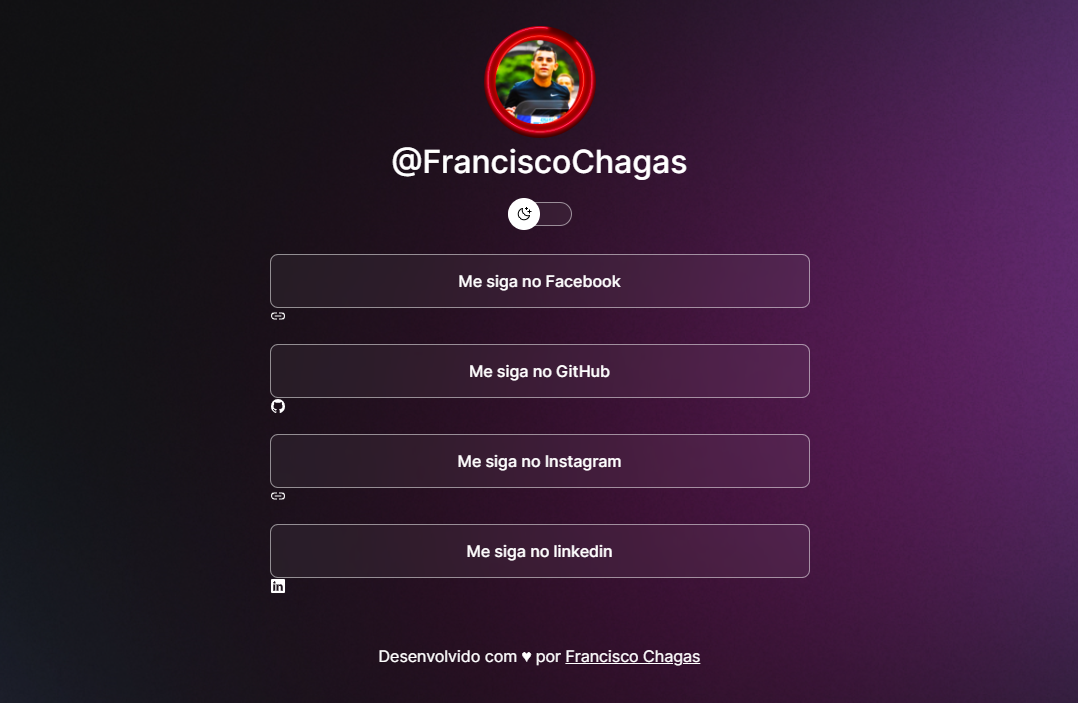 @FranciscoChagas
Me siga no Facebook
Me siga no GitHub
Me siga no Instagram
in
Me siga no linkedin
Desenvolvido com ♥ por Francisco Chagas